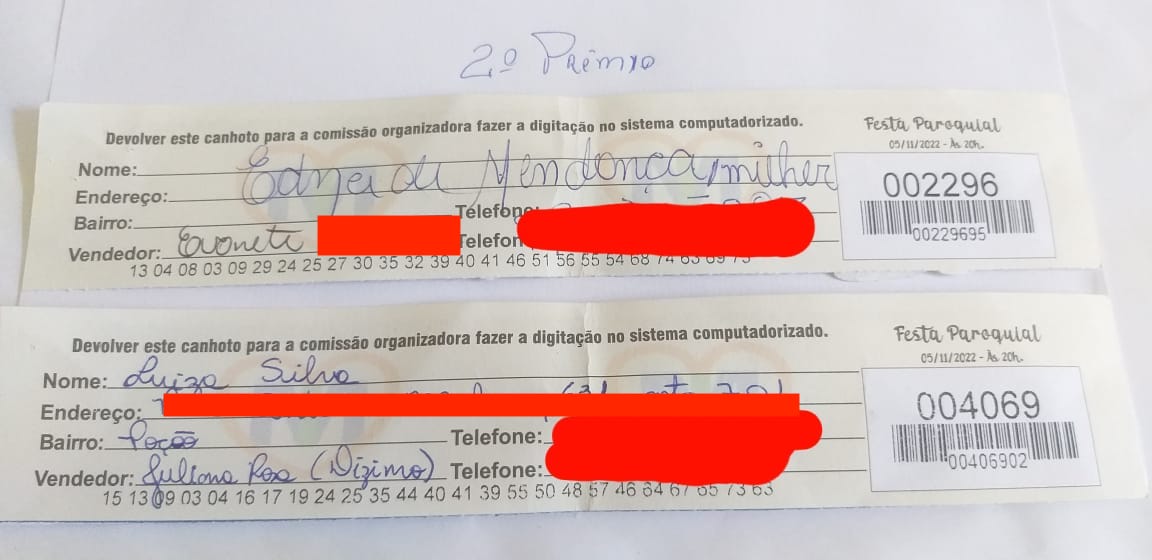 2º Prêmio
Devolver este canhoto para a comissão organizadora fazer a digitação no sistema computadorizado.
Festa Paroquial
05/11/2022 - Às 20h.
Nome:
Endereço: Edna de Mendonça
Bairro: Telefone:
Vendedor: Telefon
002296
00229695
13 04 08 03 09 29 24 25 27 30 35 32 39 40 41 46 51 56 55 54 68 74
Devolver este canhoto para a comissão organizadora fazer a digitação no sistema computadorizado.
Festa Paroquial
05/11/2022 - Às 20h.
Nome: Luiza Silva
Endereço:
Bairro: Poção Telefone:
Vendedor: Juliana Rosa (Dízimo) Telefone:
004069
00406902
15 13 09 03 04 16 17 19 24 25 35 44 40 41 39 55 50 48 57 46 64 67 65 73 63